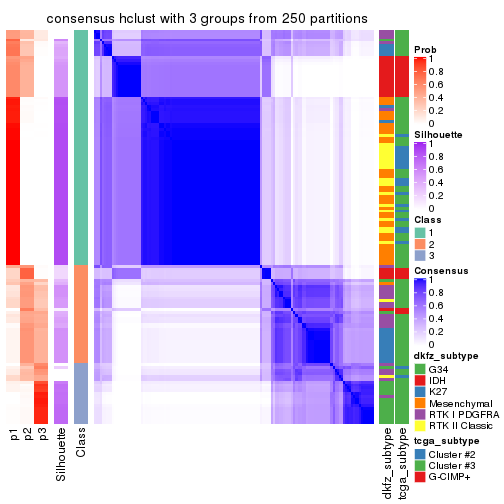 consensus hclust with 3 groups from 250 partitions
Prob
1
0.8
0.6
0.4
0.2
0
Silhouette
1
0.8
0.6
0.4
0.2
0
Class
1
2
3
Consensus
1
0.8
0.6
0.4
0.2
0
dkfz_subtype
G34
IDH
K27
Mesenchymal
RTK I PDGFRA
RTK II Classic
tcga_subtype
Cluster #2
Cluster #3
G-CIMP+
p1
p2
p3
Silhouette
Class
dkfz_subtype
tcga_subtype